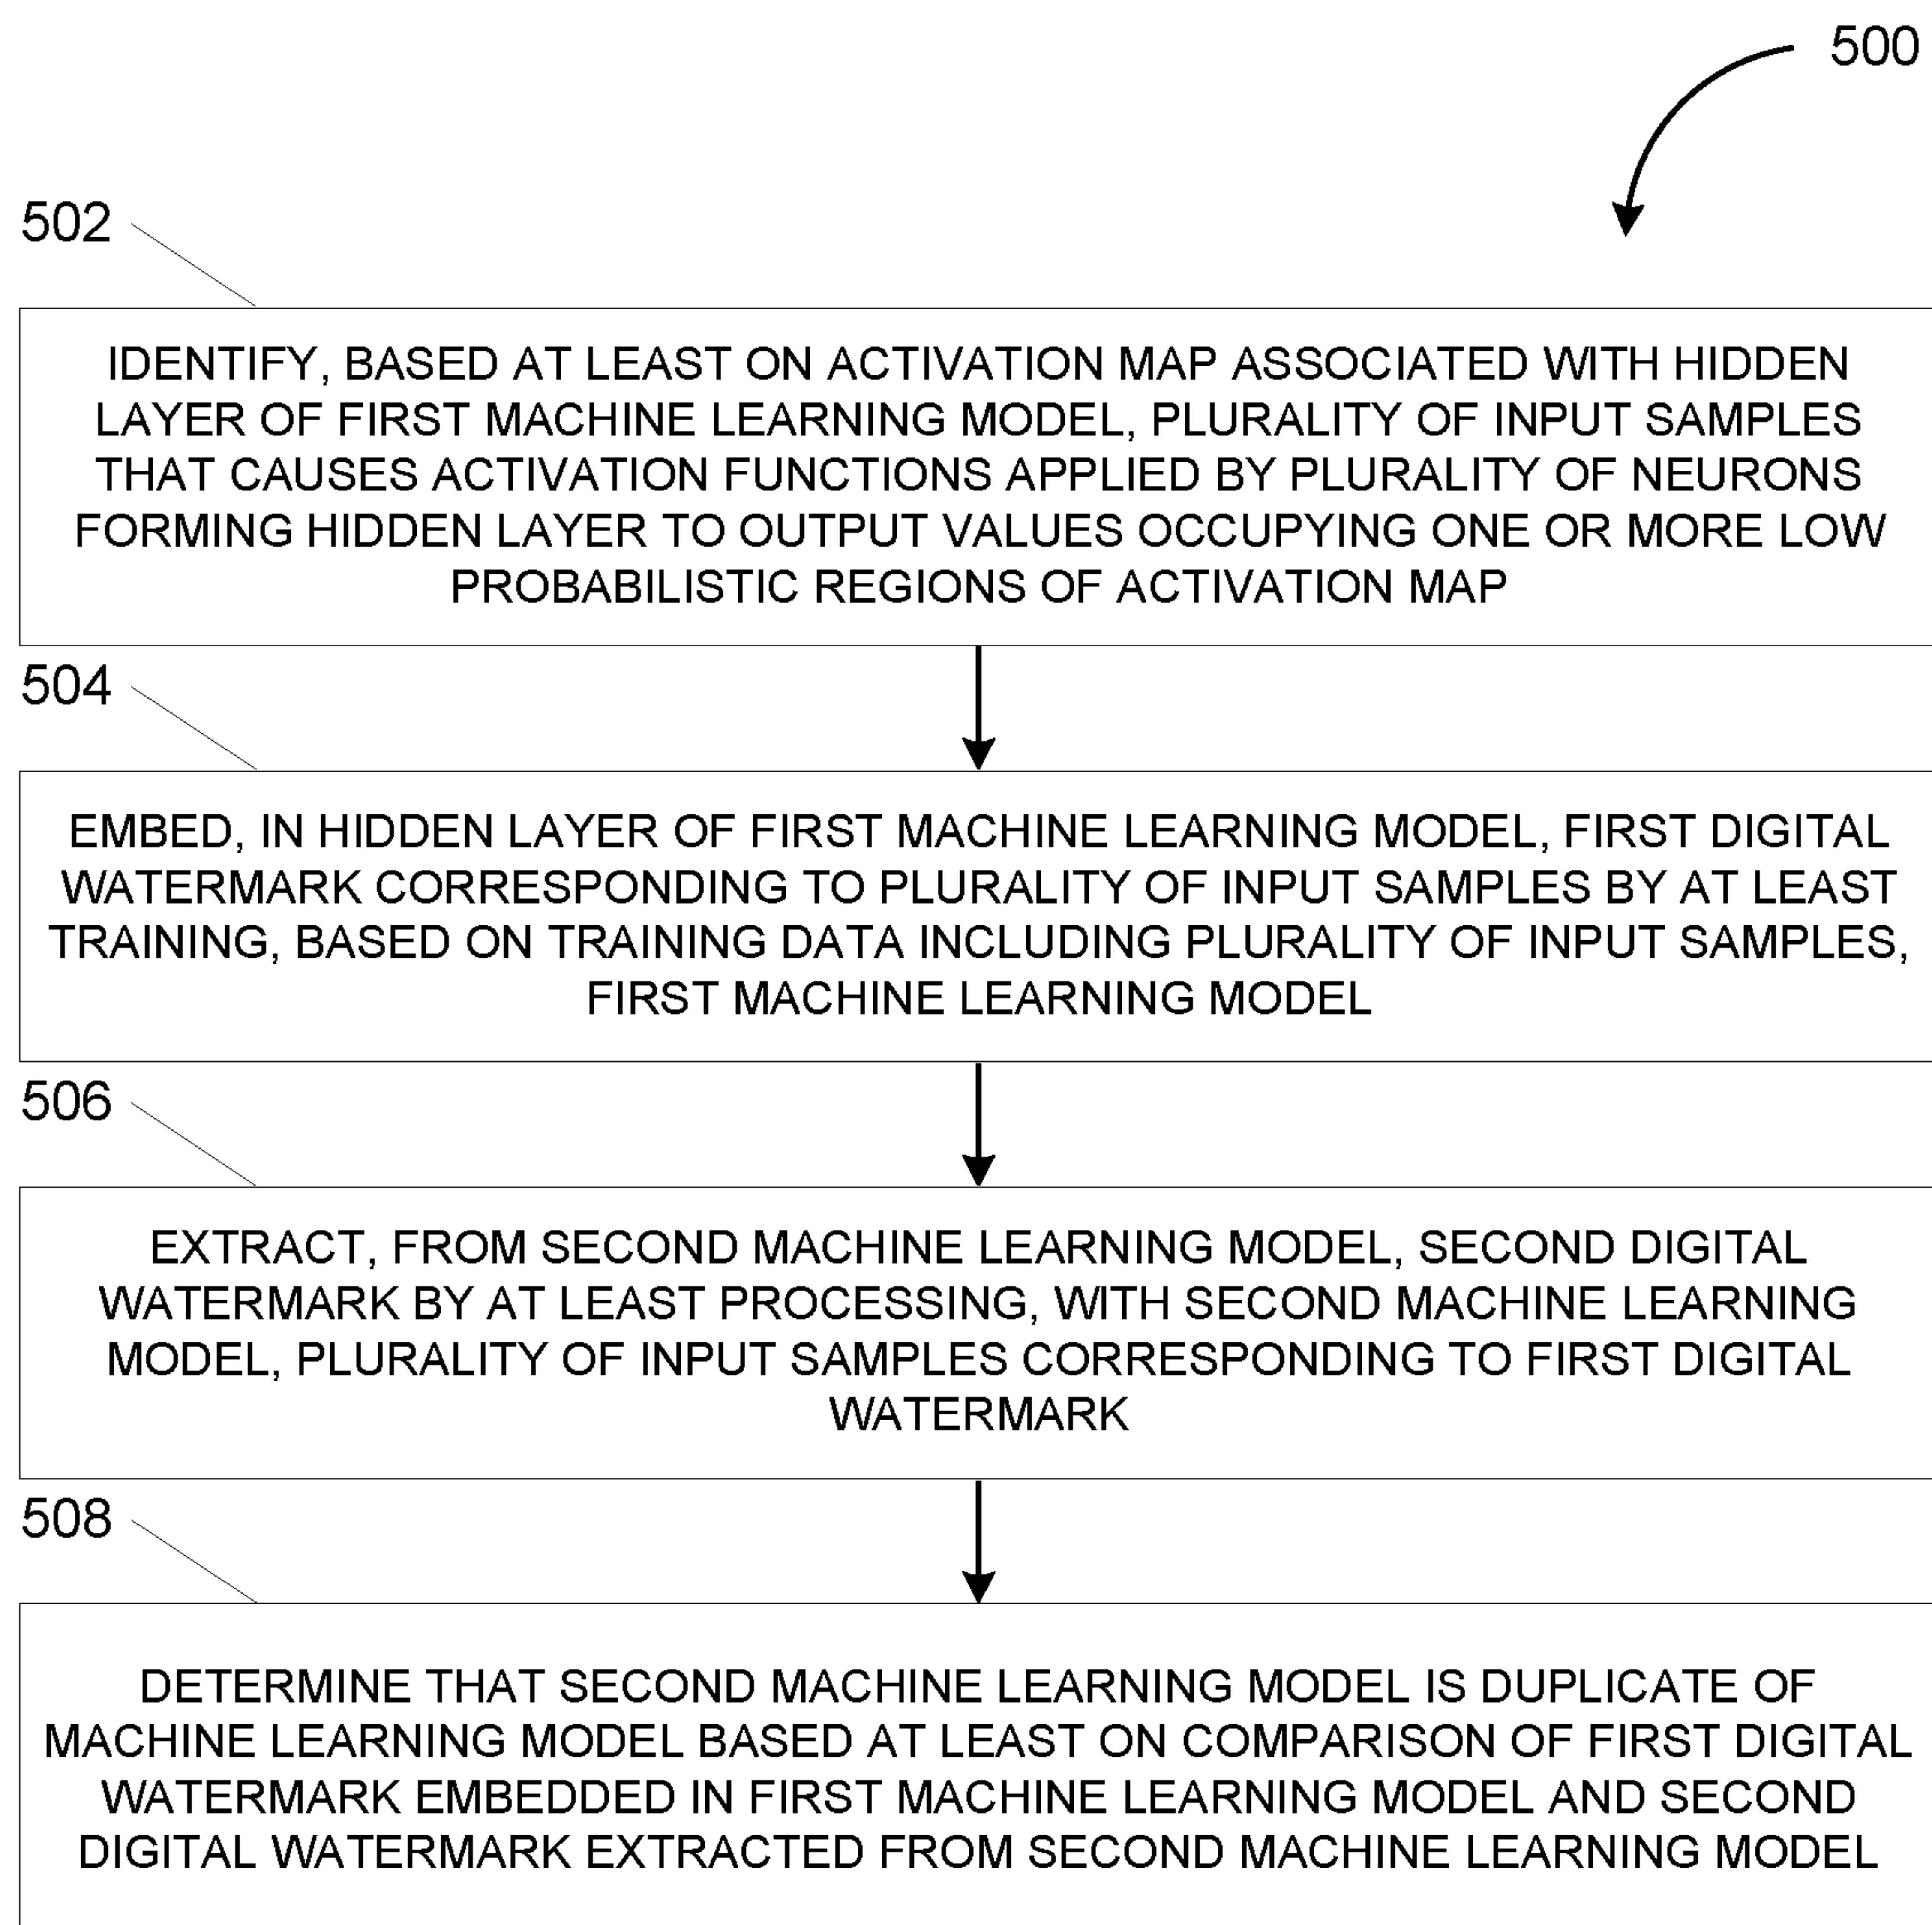 500
502
IDENTIFY, BASED AT LEAST ON ACTIVATION MAP ASSOCIATED WITH HIDDEN
LAYER OF FIRST MACHINE LEARNING MODEL, PLURALITY OF INPUT SAMPLES
THAT CAUSES ACTIVATION FUNCTIONS APPLIED BY PLURALITY OF NEURONS
FORMING HIDDEN LAYER TO OUTPUT VALUES OCCUPYING ONE OR MORE LOW
PROBABILISTIC REGIONS OF ACTIVATION MAP
504
EMBED, IN HIDDEN LAYER OF FIRST MACHINE LEARNING MODEL, FIRST DIGITAL
WATERMARK CORRESPONDING TO PLURALITY OF INPUT SAMPLES BY AT LEAST
TRAINING, BASED ON TRAINING DATA INCLUDING PLURALITY OF INPUT SAMPLES,
FIRST MACHINE LEARNING MODEL
506
EXTRACT, FROM SECOND MACHINE LEARNING MODEL, SECOND DIGITAL
WATERMARK BY AT LEAST PROCESSING, WITH SECOND MACHINE LEARNING
MODEL, PLURALITY OF INPUT SAMPLES CORRESPONDING TO FIRST DIGITAL
WATERMARK
508
DETERMINE THAT SECOND MACHINE LEARNING MODEL IS DUPLICATE OF
MACHINE LEARNING MODEL BASED AT LEAST ON COMPARISON OF FIRST DIGITAL
WATERMARK EMBEDDED IN FIRST MACHINE LEARNING MODEL AND SECOND
DIGITAL WATERMARK EXTRACTED FROM SECOND MACHINE LEARNING MODEL